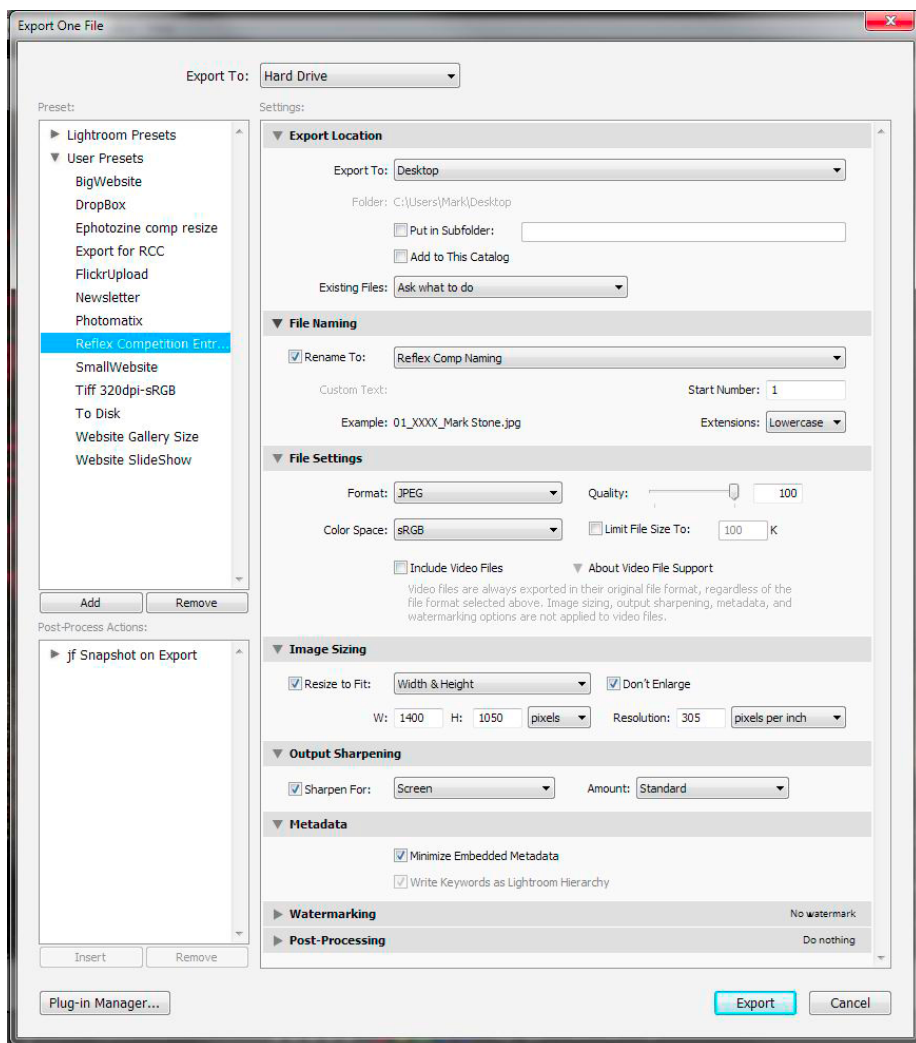 Export One File
Export To: Hard Drive
Preset:
Lightroom Presets
User Presets
BigWebsite
DropBox
Ephotozine comp resize
Export for RCC
FlickrUpload
Newsletter
Photomatix
Reflex Competition Entr...
SmallWebsite
Tiff 320dpi-sRGB
To Disk
Website Gallery Size
Website SlideShow
Add Remove
Post-Process Actions:
jf Snapshot on Export
Insert Remove
Settings:
Export Location
Export To: Desktop
Folder: C:\Users\Mark\Desktop
Put in Subfolder:
Add to This Catalog
Existing Files: Ask what to do
File Naming
Rename To: Reflex Comp Naming
Custom Text: Start Number: 1
Example: 01_XXXX_Mark Stone.jpg Extensions: Lowercase
File Settings
Format: JPEG Quality: 100
Color Space: sRGB Limit File Size To: 100 K
Include Video Files About Video File Support
Video files are always exported in their original file format, regardless of the
file format selected above. Image sizing, output sharpening, metadata, and
watermarking options are not applied to video files.
Image Sizing
Resize to Fit: Width & Height Don't Enlarge
W: 1400 H: 1050 pixels Resolution: 305 pixels per inch
Output Sharpening
Sharpen For: Screen Amount: Standard
Metadata
Minimize Embedded Metadata
Write Keywords as Lightroom Hierarchy
Watermarking No watermark
Post-Processing Do nothing
Plug-in Manager... Export Cancel